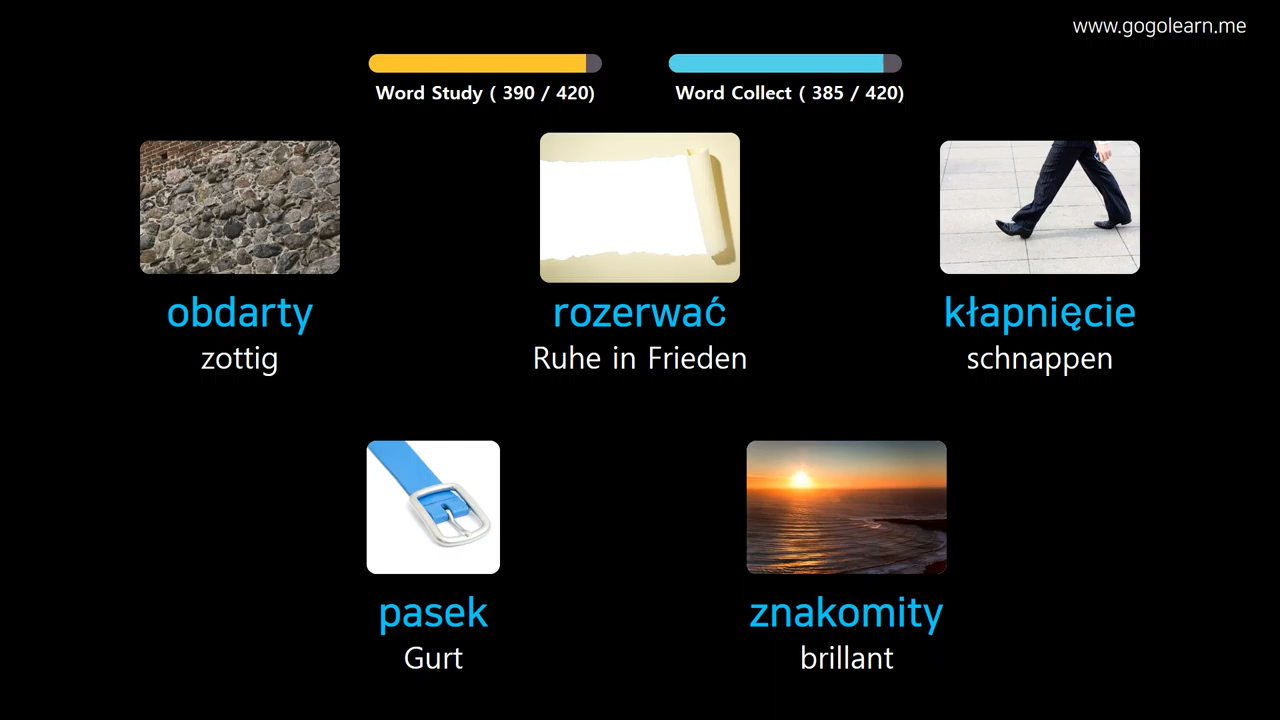 www.gogolearn.me
Word Study ( 390 / 420)
Word Collect ( 385 / 420)
obdarty
zottig
rozerwać
Ruhe in Frieden
kłapnięcie
schnappen
pasek
Gurt
znakomity
brillant